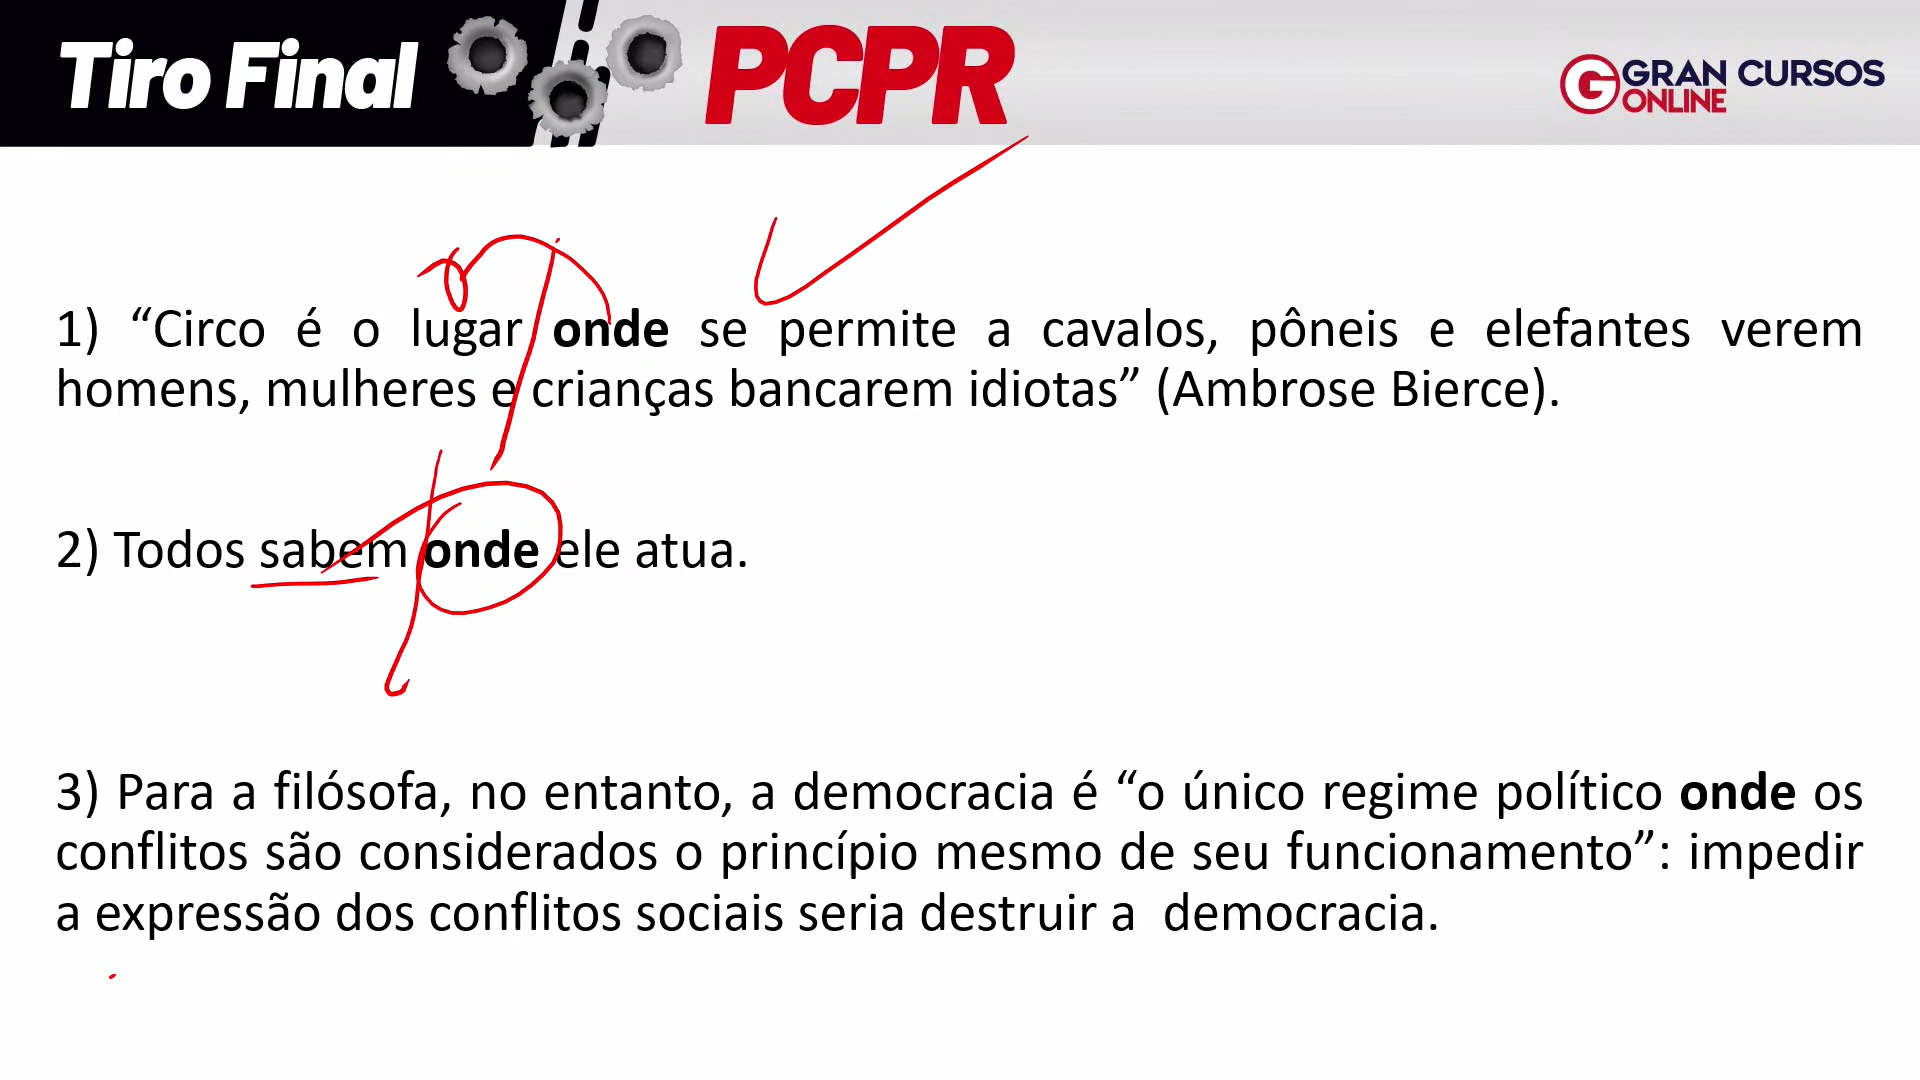 Tiro Final PCPR
GRAN CURSOS
ONLINE
1) “Circo é o lugar onde se permite a cavalos, pôneis e elefantes verem
homens, mulheres e crianças bancarem idiotas” (Ambrose Bierce).
2) Todos sabem onde ele atua.
3) Para a filósofa, no entanto, a democracia é “o único regime político onde os
conflitos são considerados o princípio mesmo de seu funcionamento”: impedir
a expressão dos conflitos sociais seria destruir a democracia.